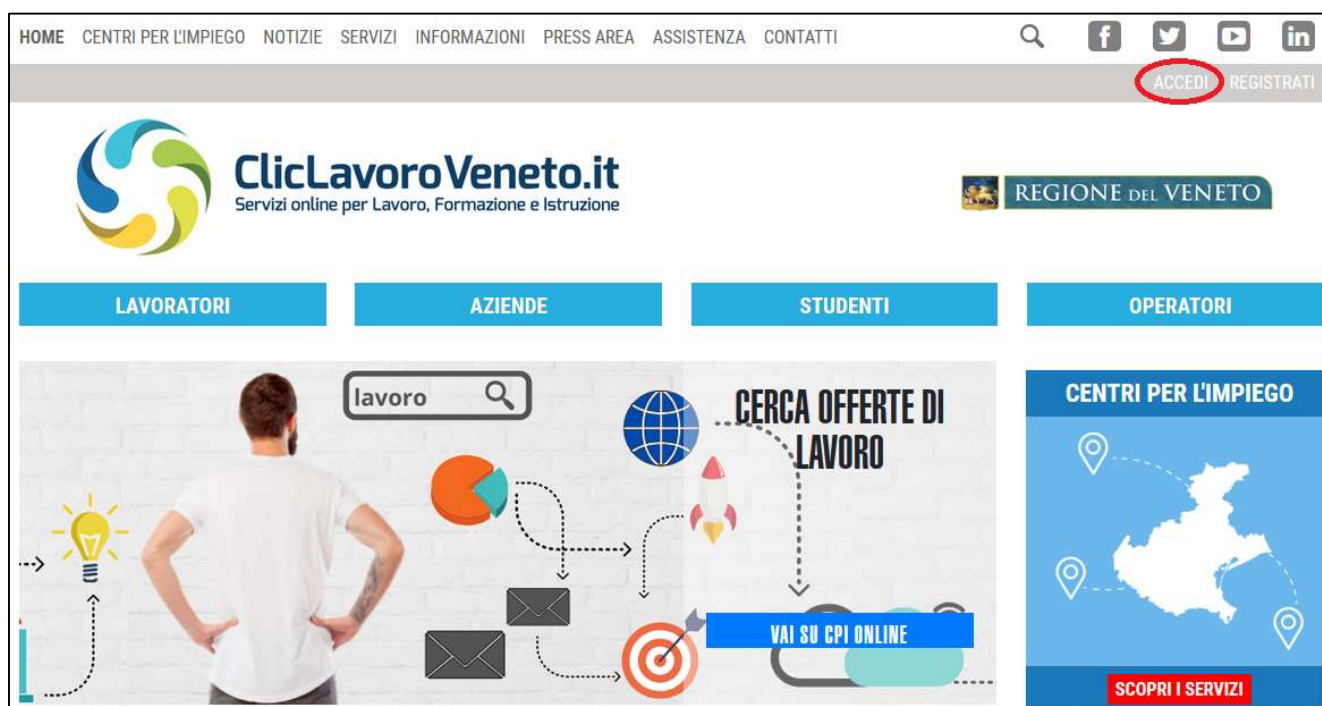 HOME CENTRI PER L'IMPIEGO NOTIZIE SERVIZI INFORMAZIONI PRESS AREA ASSISTENZA CONTATTI
ACCEDI REGISTRATI
ClicLavoroVeneto.it
Servizi online per Lavoro, Formazione e Istruzione
REGIONE DEL VENETO
LAVORATORI AZIENDE STUDENTI OPERATORI
lavoro
CERCA OFFERTE DI
LAVORO
VAI SU CPI ONLINE
CENTRI PER L'IMPIEGO
SCOPRI I SERVIZI